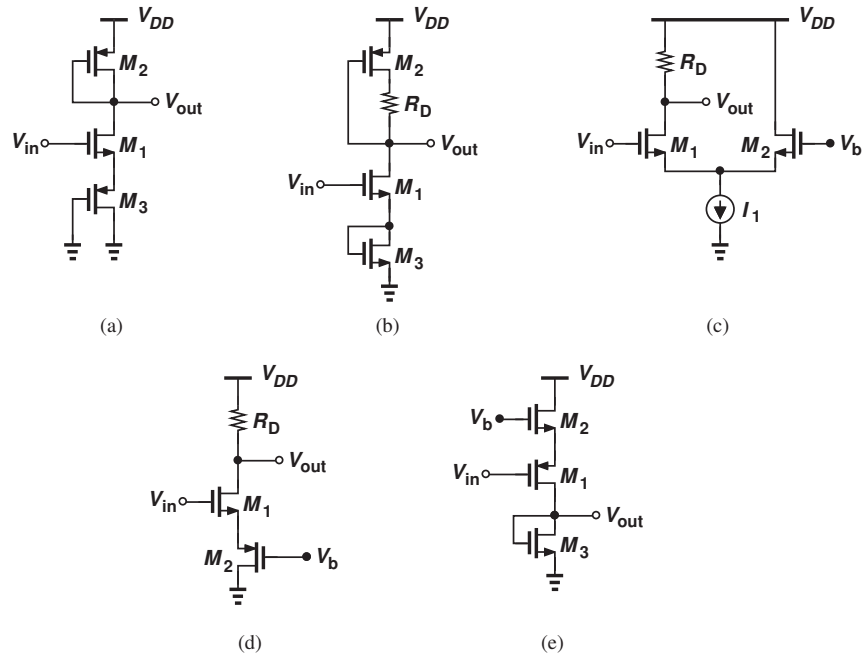 V_DD
M_2
V_out
V_in
M_1
M_3
(a)
V_DD
M_2
R_D
V_out
V_in
M_1
M_3
(b)
V_DD
R_D
V_out
V_in
M_1
M_2
V_b
I_1
(c)
V_DD
R_D
V_out
V_in
M_1
M_2
V_b
(d)
V_DD
V_b
M_2
V_in
M_1
V_out
M_3
(e)